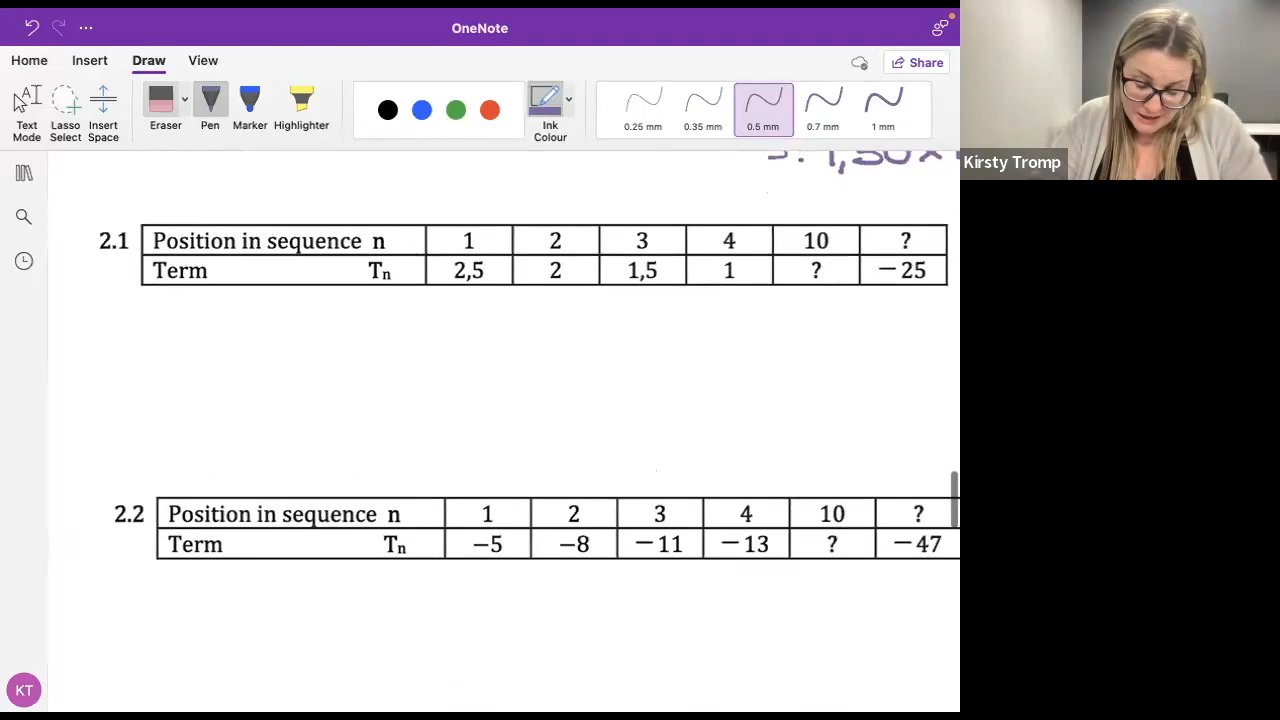 OneNote
Home Insert Draw View Share
Text Mode Lasso Select Insert Space Eraser Pen Marker Highlighter Ink Colour 0.25 mm 0.35 mm 0.5 mm 0.7 mm 1 mm
Kirsty Tromp
2.1 Position in sequence n 1 2 3 4 10 ?
Term Tn 2,5 2 1,5 1 ? −25
2.2 Position in sequence n 1 2 3 4 10 ?
Term Tn −5 −8 −11 −13 ? −47
KT